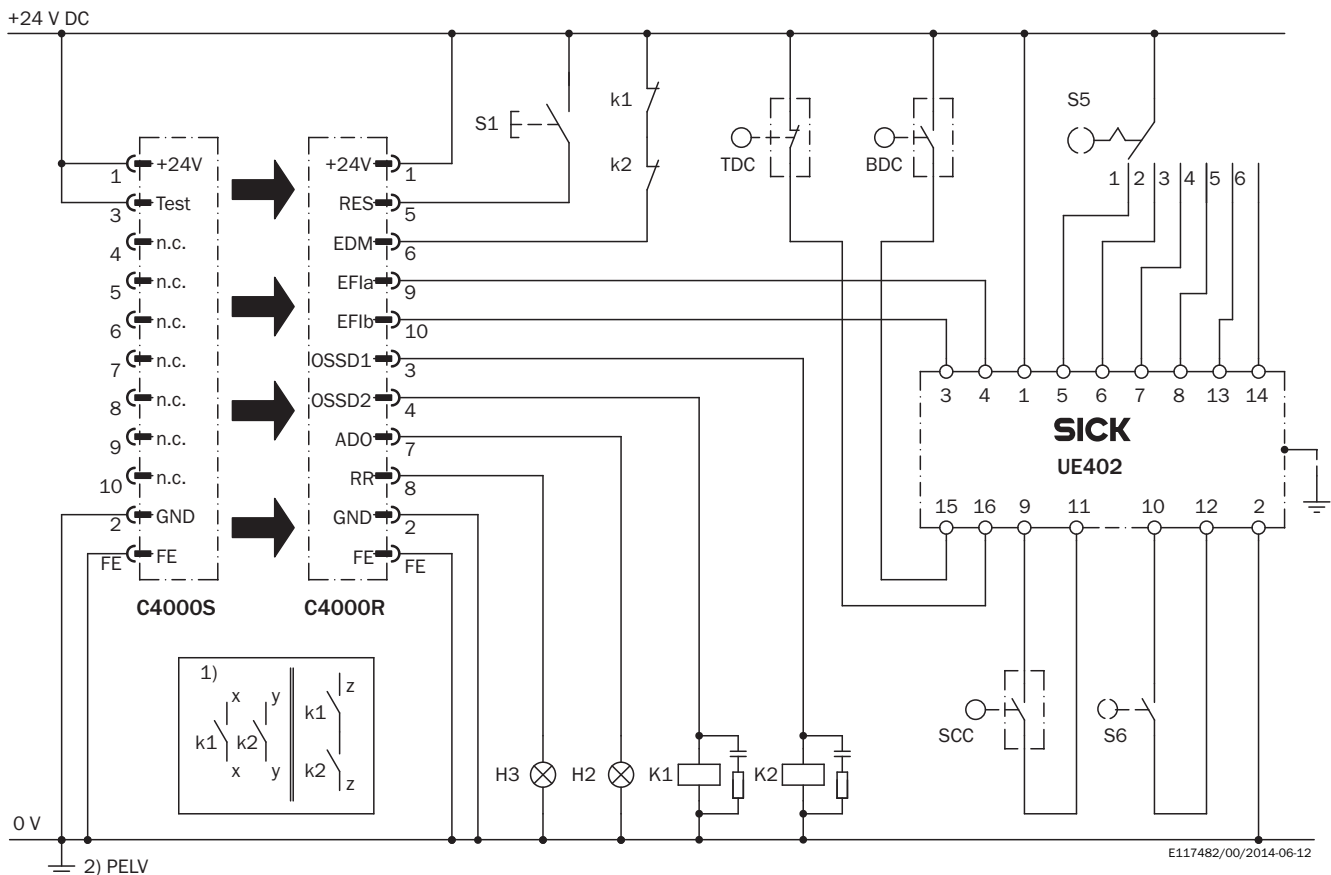 +24 V DC
S1
k1
k2
TDC
BDC
S5
1 2 3 4 5 6
1 +24V
3 Test
4 n.c.
5 n.c.
6 n.c.
7 n.c.
8 n.c.
9 n.c.
10 n.c.
2 GND
FE FE
C4000S
+24V 1
RES 5
EDM 6
EFIa 9
EFIb 10
OSSD1 3
OSSD2 4
ADO 7
RR 8
GND 2
FE FE
C4000R
3 4 1 5 6 7 8 13 14
SICK
UE402
15 16 9 11 10 12 2
SCC
S6
1)
x y z
k1 k2 k1
k2
x y z
H3 H2 K1 K2
0 V
2) PELV
E117482/00/2014-06-12